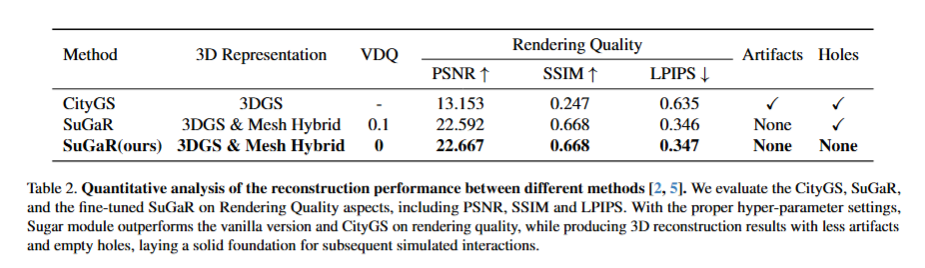 Method 3D Representation VDQ Rendering Quality Artifacts Holes
PSNR ↑ SSIM ↑ LPIPS ↓
CityGS 3DGS - 13.153 0.247 0.635 ✓ ✓
SuGaR 3DGS & Mesh Hybrid 0.1 22.592 0.668 0.346 None ✓
SuGaR(ours) 3DGS & Mesh Hybrid 0 22.667 0.668 0.347 None None
Table 2. Quantitative analysis of the reconstruction performance between different methods [2, 5]. We evaluate the CityGS, SuGaR,
and the fine-tuned SuGaR on Rendering Quality aspects, including PSNR, SSIM and LPIPS. With the proper hyper-parameter settings,
Sugar module outperforms the vanilla version and CityGS on rendering quality, while producing 3D reconstruction results with less artifacts
and empty holes, laying a solid foundation for subsequent simulated interactions.